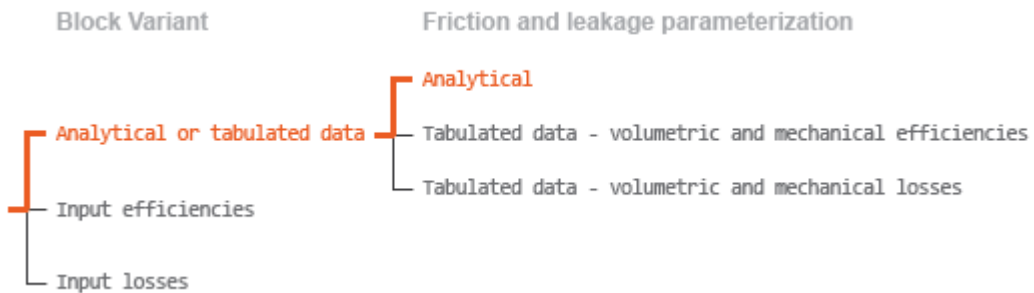 Block Variant
Friction and leakage parameterization
Analytical
Analytical or tabulated data
Tabulated data - volumetric and mechanical efficiencies
Tabulated data - volumetric and mechanical losses
Input efficiencies
Input losses